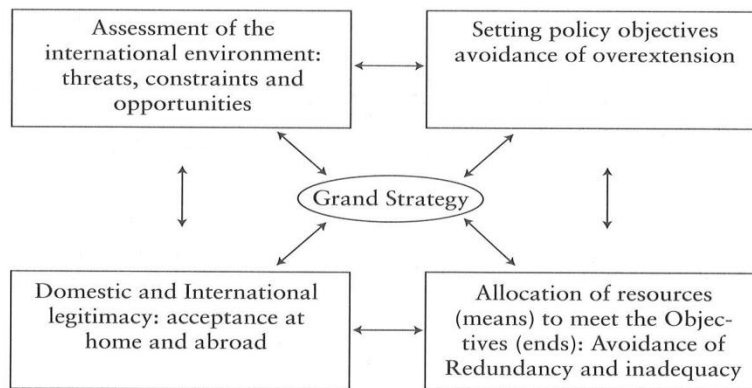 Assessment of the
international environment:
threats, constraints and
opportunities
Setting policy objectives
avoidance of overextension
Grand Strategy
Domestic and International
legitimacy: acceptance at
home and abroad
Allocation of resources
(means) to meet the Objec-
tives (ends): Avoidance of
Redundancy and inadequacy